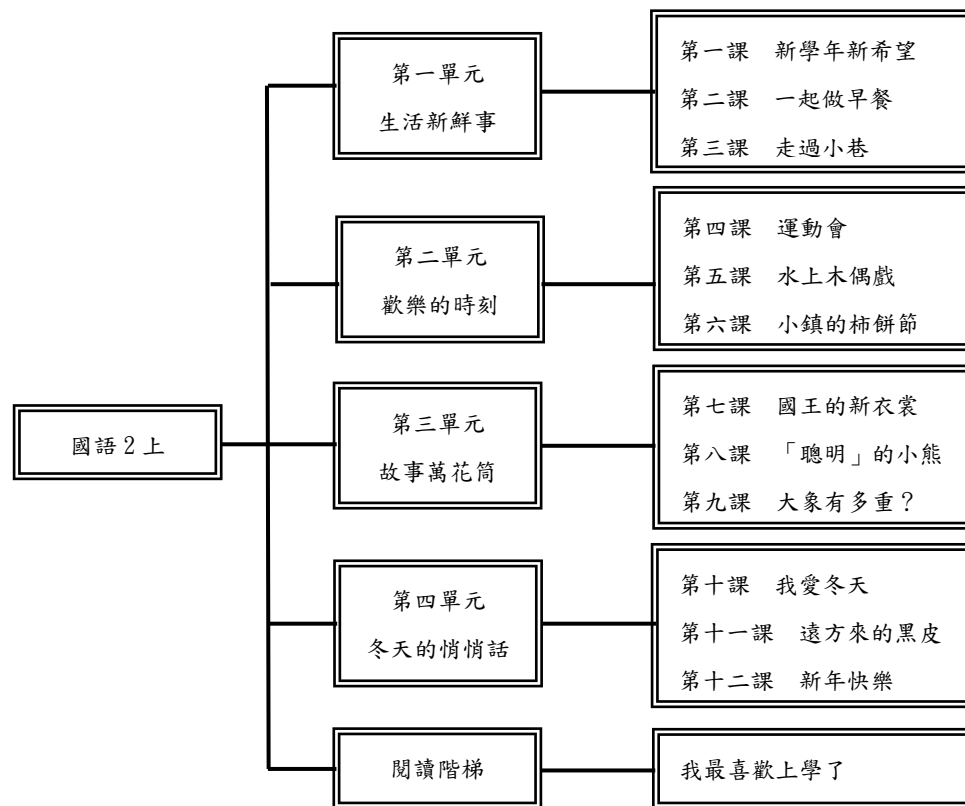 國語2上
第一單元
生活新鮮事
第一課　新學年新希望
第二課　一起做早餐
第三課　走過小巷
第二單元
歡樂的時刻
第四課　運動會
第五課　水上木偶戲
第六課　小鎮的柿餅節
第三單元
故事萬花筒
第七課　國王的新衣裳
第八課　「聰明」的小熊
第九課　大象有多重？
第四單元
冬天的悄悄話
第十課　我愛冬天
第十一課　遠方來的黑皮
第十二課　新年快樂
閱讀階梯
我最喜歡上學了